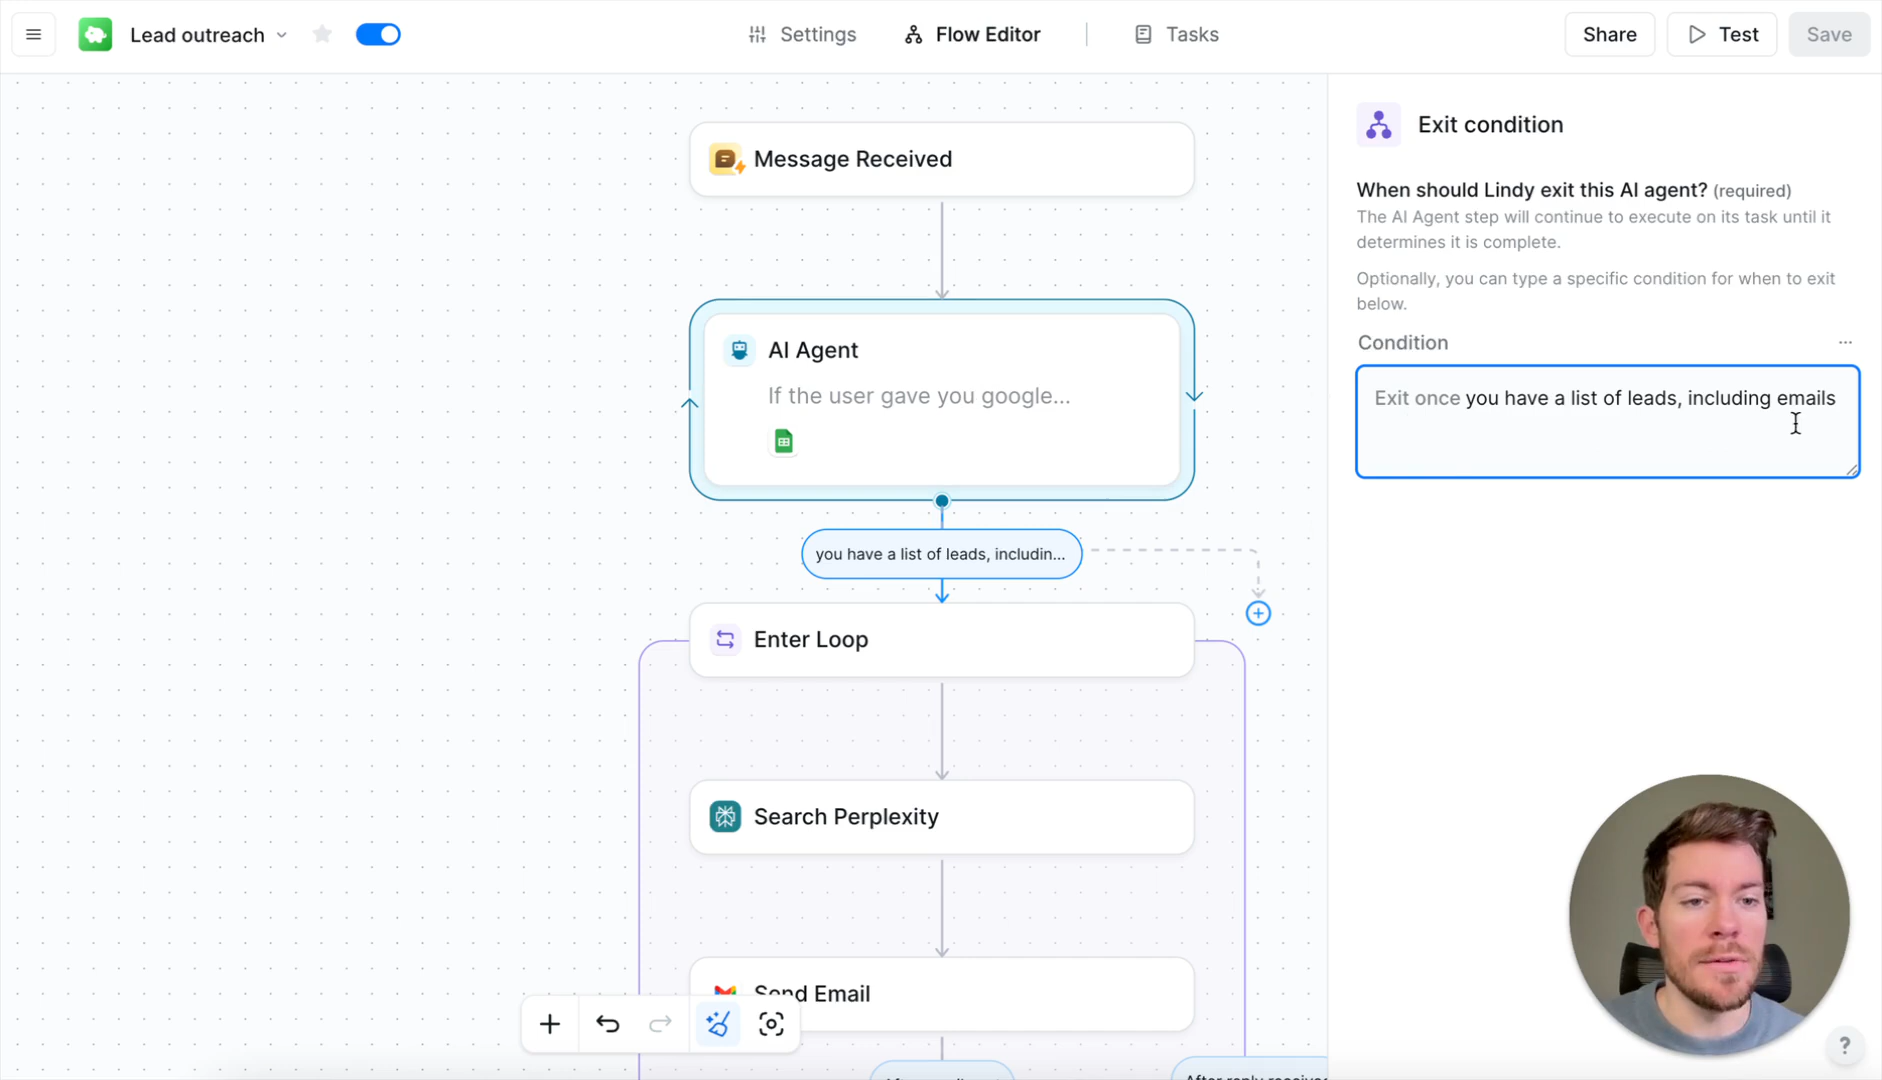 Lead outreach
Settings
Flow Editor
Tasks
Share
Test
Save
Message Received
AI Agent
If the user gave you google...
you have a list of leads, includin...
Enter Loop
Search Perplexity
Send Email
After reply receive
Exit condition
When should Lindy exit this AI agent? (required)
The AI Agent step will continue to execute on its task until it
determines it is complete.
Optionally, you can type a specific condition for when to exit
below.
Condition
Exit once you have a list of leads, including emails
?